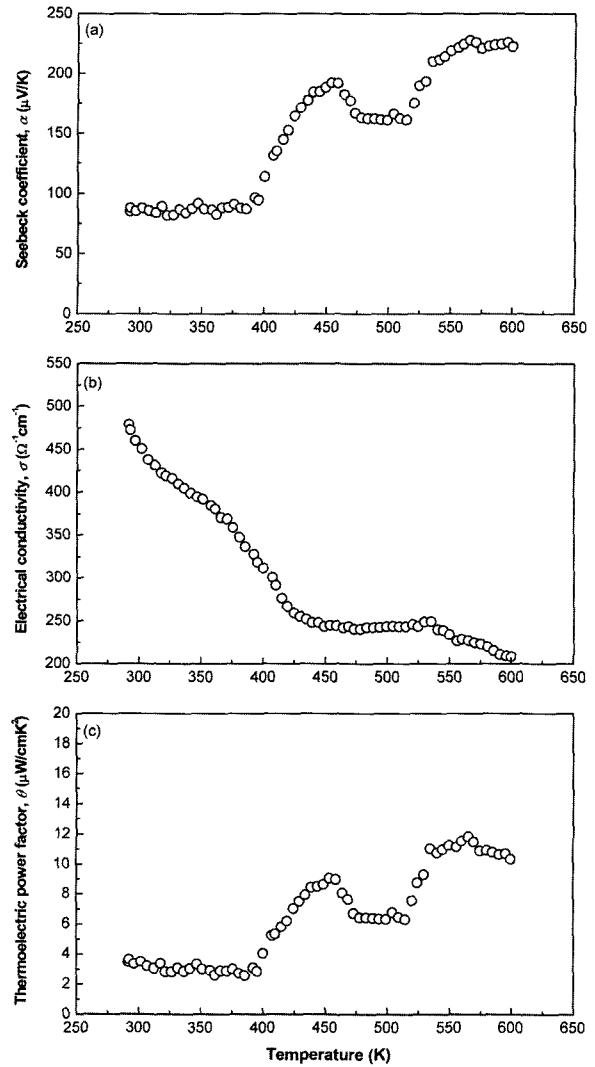 (a)
Seebeck coefficient, α (μV/K)
250
200
150
100
50
0
250 300 350 400 450 500 550 600 650
(b)
Electrical conductivity, σ (Ω⁻¹cm⁻¹)
550
500
450
400
350
300
250
200
250 300 350 400 450 500 550 600 650
(c)
Thermoelectric power factor, θ (μW/cmK²)
20
18
16
14
12
10
8
6
4
2
0
250 300 350 400 450 500 550 600 650
Temperature (K)